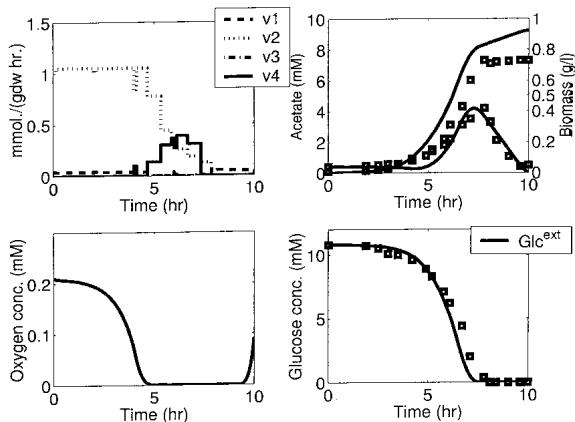 v1
v2
v3
v4
mmol./(gdw hr.)
1.5
1
0.5
0
0
5
10
Time (hr)
Acetate (mM)
10
8
6
4
2
0
0
5
10
Time (hr)
1
0.8
0.6
0.4
0.2
0
Biomass (g/l)
Oxygen conc. (mM)
0.2
0.1
0
0
5
10
Time (hr)
Glc^ext
Glucose conc. (mM)
10
5
0
0
5
10
Time (hr)